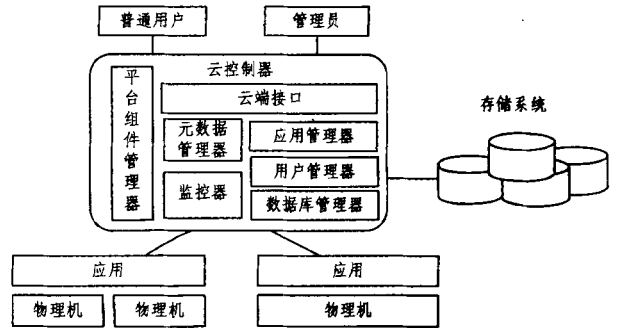 普通用户
管理员
云控制器
平台组件管理器
云端接口
元数据
管理器
应用管理器
用户管理器
监控器
数据库管理器
存储系统
应用
应用
物理机
物理机
物理机